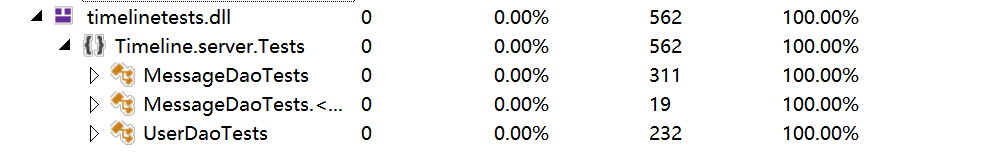 timelinetests.dll 0 0.00% 562 100.00%
Timeline.server.Tests 0 0.00% 562 100.00%
MessageDaoTests 0 0.00% 311 100.00%
MessageDaoTests.<... 0 0.00% 19 100.00%
UserDaoTests 0 0.00% 232 100.00%